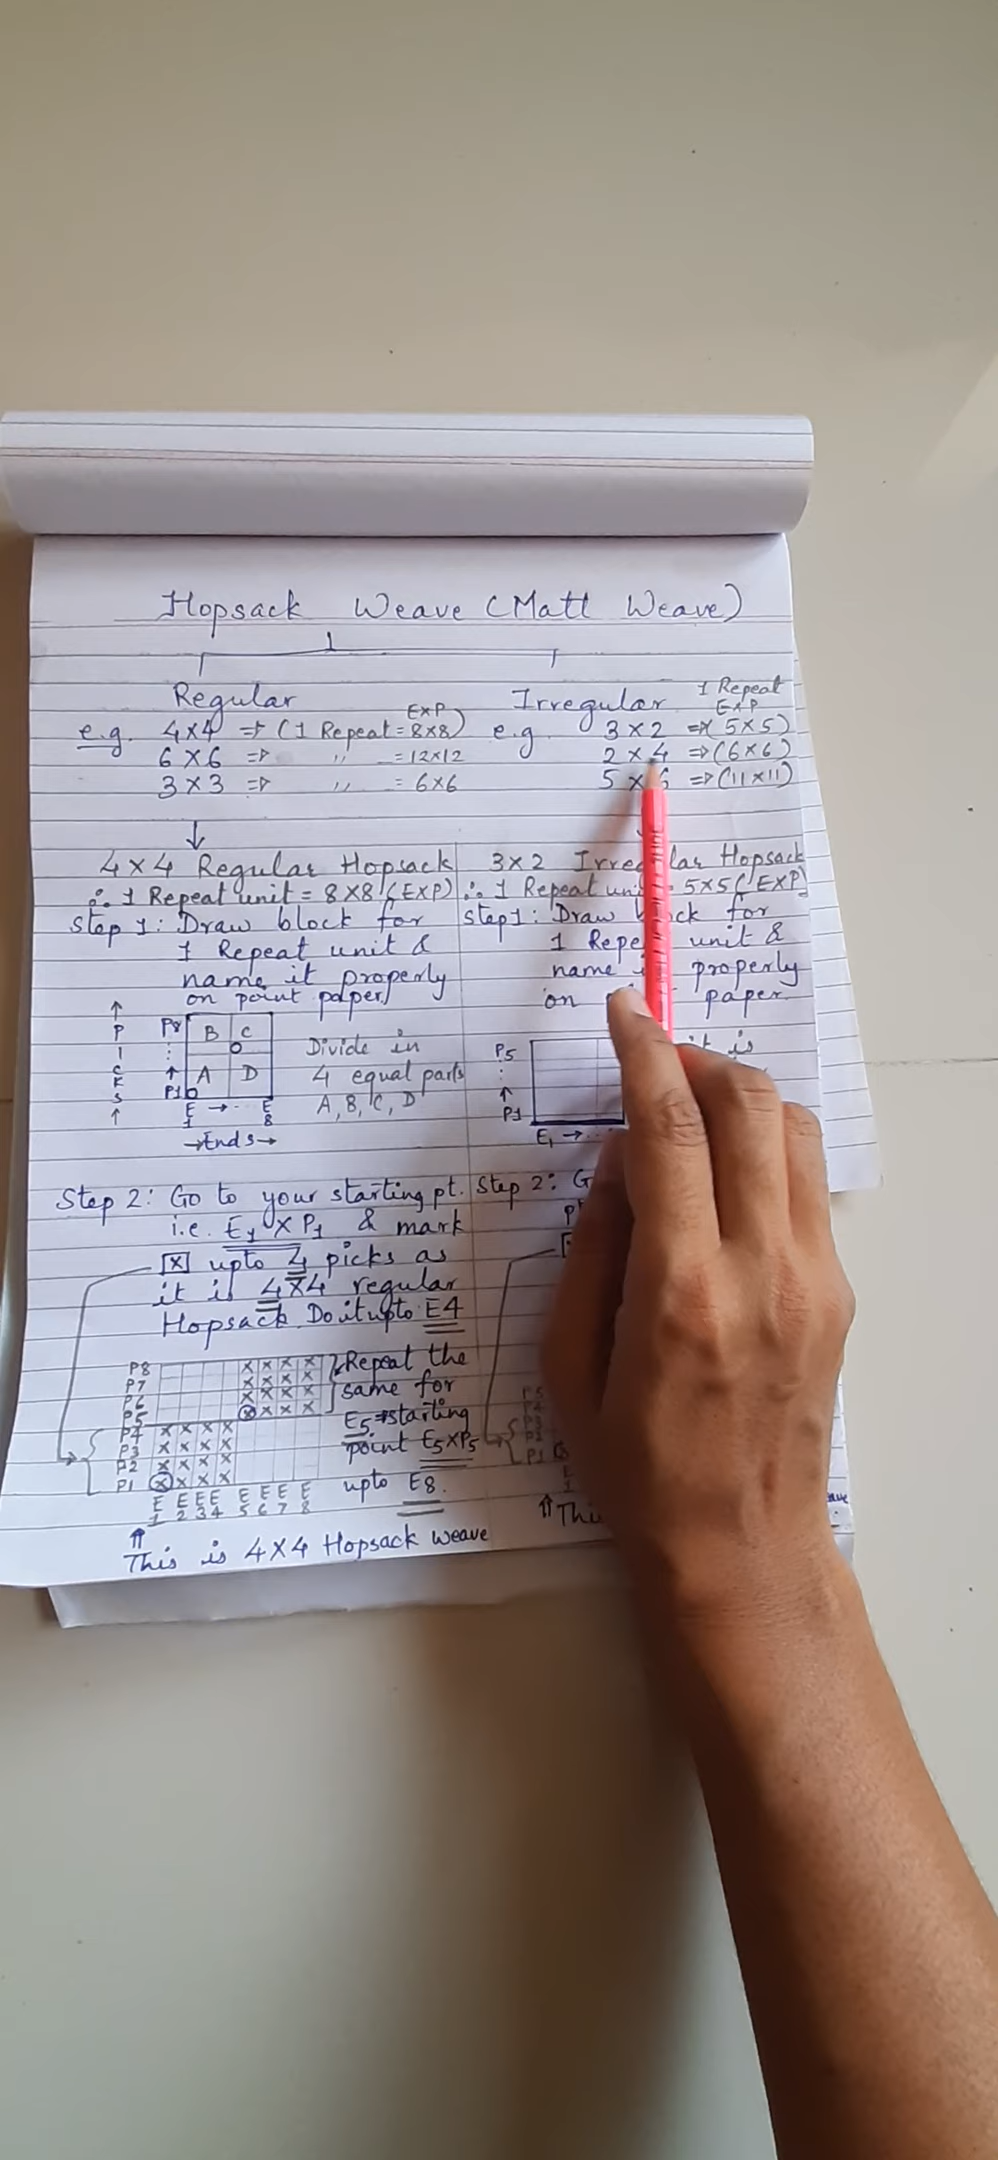 Hopsack Weave (Matt Weave)
Regular
e.g. 4x4 => (1 Repeat = 8x8)
ExP
6x6 => " = 12x12
3x3 => " = 6x6
Irregular
1 Repeat
ExP
e.g. 3x2 => (5x5)
2x4 => (6x6)
5x6 => (11x11)
4x4 Regular Hopsack
∴ 1 Repeat unit = 8x8 (ExP)
Step 1: Draw block for
1 Repeat unit &
name it properly
on point paper
↑ P I C K S ↑
P8
P1
B C
A D
E1 → ... E8
→Ends→
Divide in
4 equal parts
A, B, C, D
Step 2: Go to your starting pt.
i.e. E1 x P1 & mark
[x] upto 4 picks as
it is 4x4 regular
Hopsack. Do it upto E4
P8
P7
P6
P5
P4
P3
P2
P1
E1 E2 E3 E4 E5 E6 E7 E8
Repeat the
same for
E5 → starting
point E5xP5
upto E8.
This is 4x4 Hopsack weave
3x2 Hopsack
∴ 1 Repeat 5x5 (ExP)
Step 1: Draw for
1 unit &
name properly
on paper.
is
P5
P1
E1 → ...
Step 2:
P5
P4
P3
P2
P1